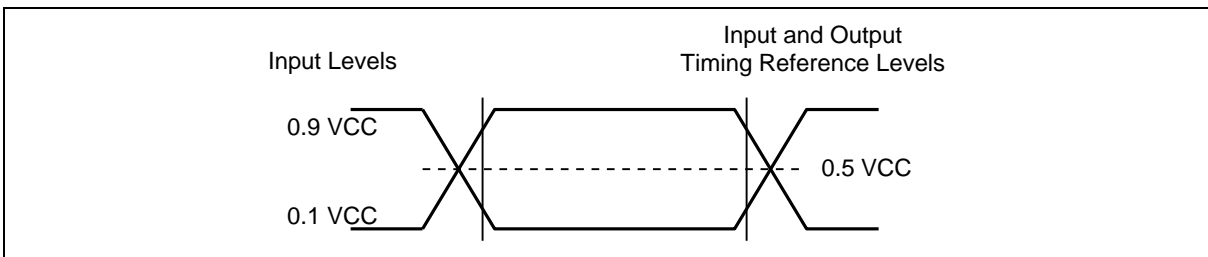 Input Levels
Input and Output
Timing Reference Levels
0.9 VCC
0.5 VCC
0.1 VCC